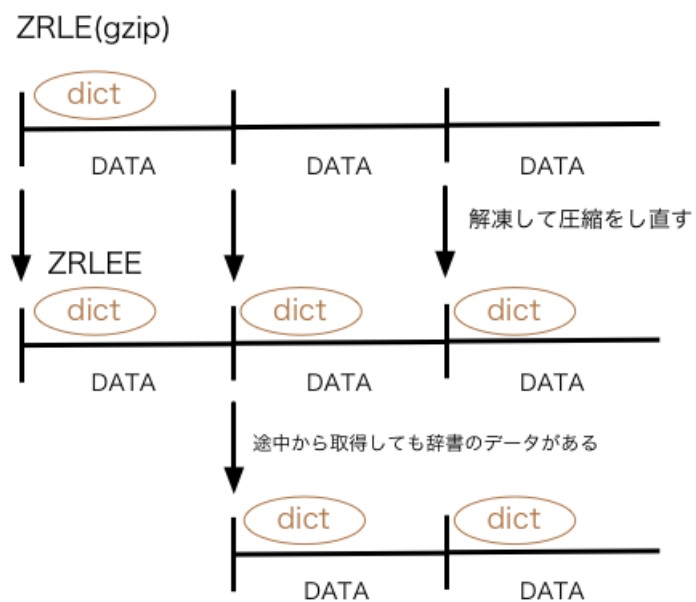 ZRLE(gzip)
dict
DATA DATA DATA
解凍して圧縮をし直す
ZRLEE
dict dict dict
DATA DATA DATA
途中から取得しても辞書のデータがある
dict dict
DATA DATA